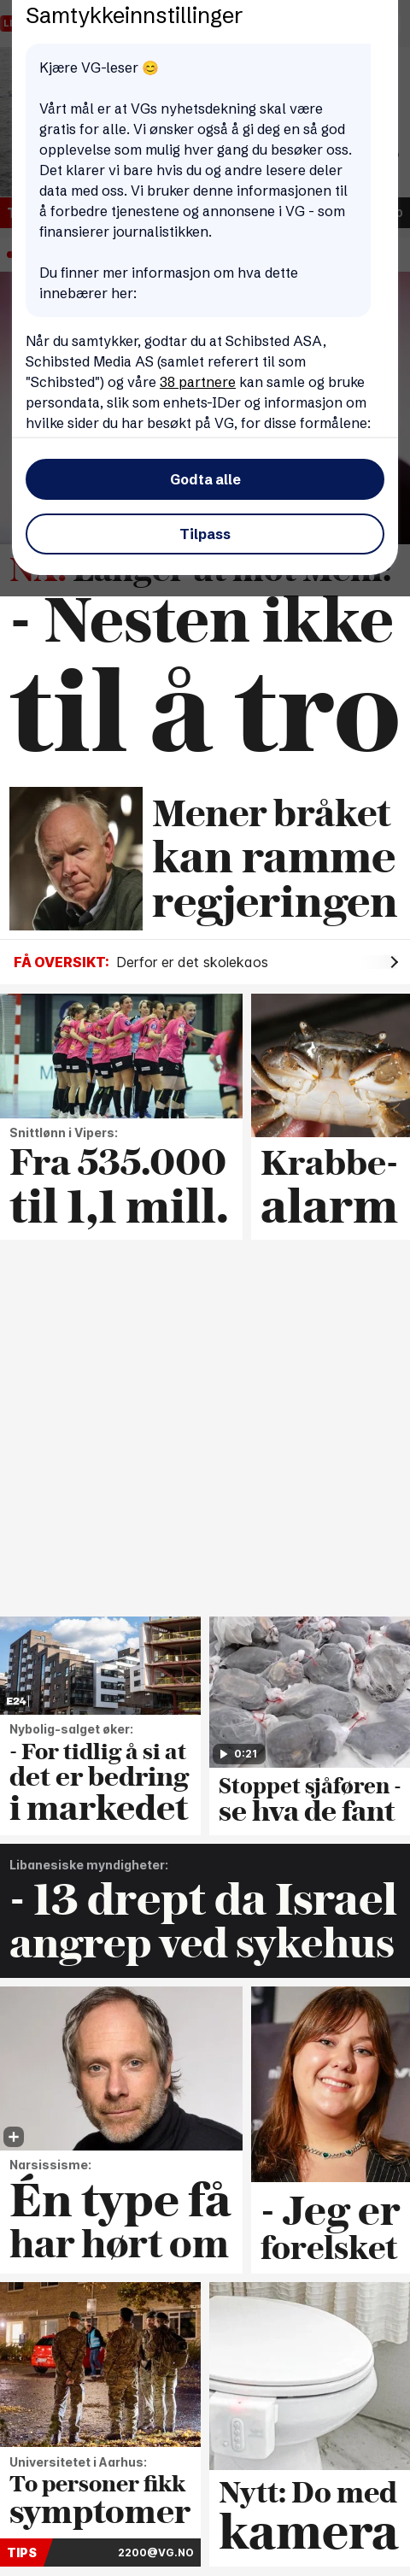 Samtykkeinnstillinger
Kjære VG-leser 😊
Vårt mål er at VGs nyhetsdekning skal være
gratis for alle. Vi ønsker også å gi deg en så god
opplevelse som mulig hver gang du besøker oss.
Det klarer vi bare hvis du og andre lesere deler
data med oss. Vi bruker denne informasjonen til
å forbedre tjenestene og annonsene i VG - som
finansierer journalistikken.
Du finner mer informasjon om hva dette
innebærer her:
Når du samtykker, godtar du at Schibsted ASA,
Schibsted Media AS (samlet referert til som
"Schibsted") og våre 38 partnere kan samle og bruke
persondata, slik som enhets-IDer og informasjon om
hvilke sider du har besøkt på VG, for disse formålene:
Godta alle
Tilpass
- Nesten ikke
til å tro
Mener bråket
kan ramme
regjeringen
FÅ OVERSIKT: Derfor er det skolekaos
Snittlønn i Vipers:
Fra 535.000
til 1,1 mill.
Krabbe-
alarm
E24
Nybolig-salget øker:
- For tidlig å si at
det er bedring
i markedet
0:21
Stoppet sjåføren -
se hva de fant
Libanesiske myndigheter:
- 13 drept da Israel
angrep ved sykehus
Narsissisme:
Én type få
har hørt om
- Jeg er
forelsket
Universitetet i Aarhus:
To personer fikk
symptomer
Nytt: Do med
kamera
TIPS 2200@VG.NO